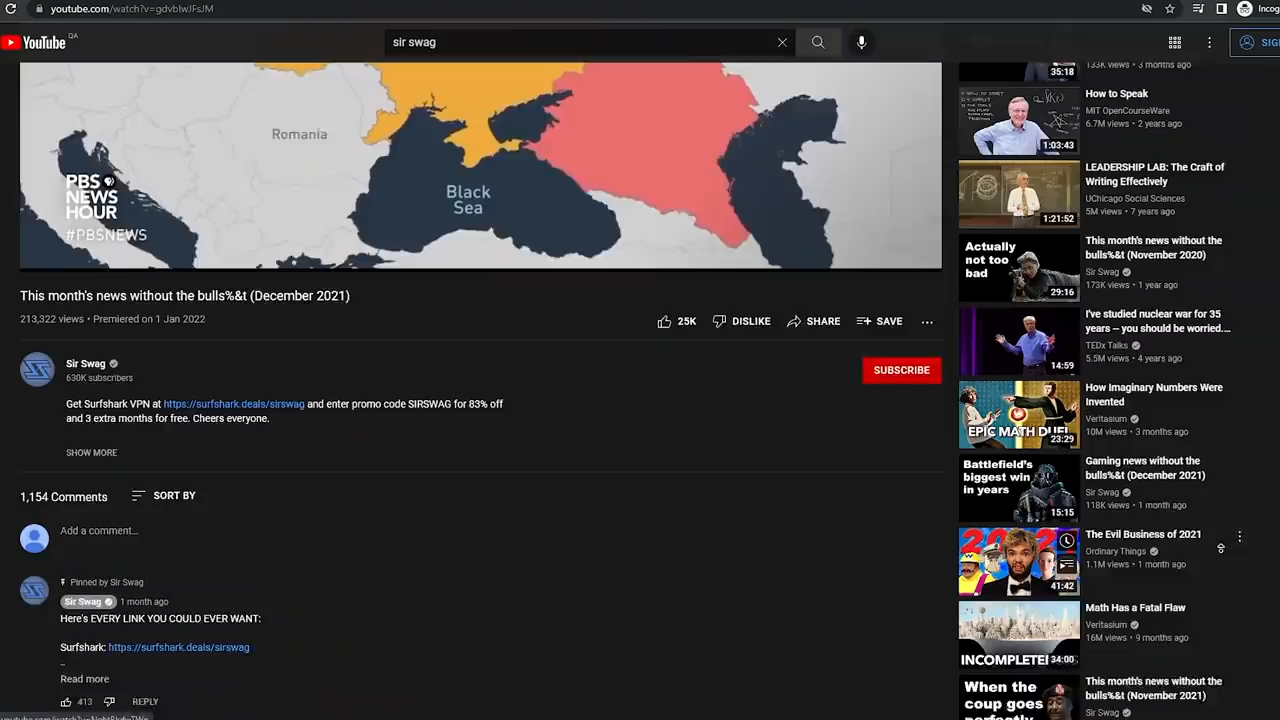 youtube.com/watch?v=gdvbIwJFsJM
YouTube QA
sir swag
Romania
Black
Sea
PBS
NEWS
HOUR
#PBSNEWS
This month's news without the bulls%&t (December 2021)
213,322 views • Premiered on 1 Jan 2022
25K
DISLIKE
SHARE
SAVE
Sir Swag
630K subscribers
SUBSCRIBE
Get Surfshark VPN at https://surfshark.deals/sirswag and enter promo code SIRSWAG for 83% off
and 3 extra months for free. Cheers everyone.
SHOW MORE
1,154 Comments
SORT BY
Add a comment...
Pinned by Sir Swag
Sir Swag
1 month ago
Here's EVERY LINK YOU COULD EVER WANT:
Surfshark: https://surfshark.deals/sirswag
--
Read more
413
REPLY
35:18
133K views • 3 months ago
How to Speak
MIT OpenCourseWare
6.7M views • 2 years ago
1:03:43
LEADERSHIP LAB: The Craft of
Writing Effectively
UChicago Social Sciences
5M views • 7 years ago
1:21:52
Actually
not too
bad
29:16
This month's news without the
bulls%&t (November 2020)
Sir Swag
173K views • 1 year ago
14:59
I've studied nuclear war for 35
years -- you should be worried...
TEDx Talks
5.5M views • 4 years ago
EPIC MATH DUEL
23:29
How Imaginary Numbers Were
Invented
Veritasium
10M views • 3 months ago
Battlefield's
biggest win
in years
15:15
Gaming news without the
bulls%&t (December 2021)
Sir Swag
118K views • 1 month ago
41:42
The Evil Business of 2021
Ordinary Things
1.1M views • 1 month ago
34:00
Math Has a Fatal Flaw
Veritasium
16M views • 9 months ago
When the
coup goes
perfectly
This month's news without the
bulls%&t (November 2021)
Sir Swag